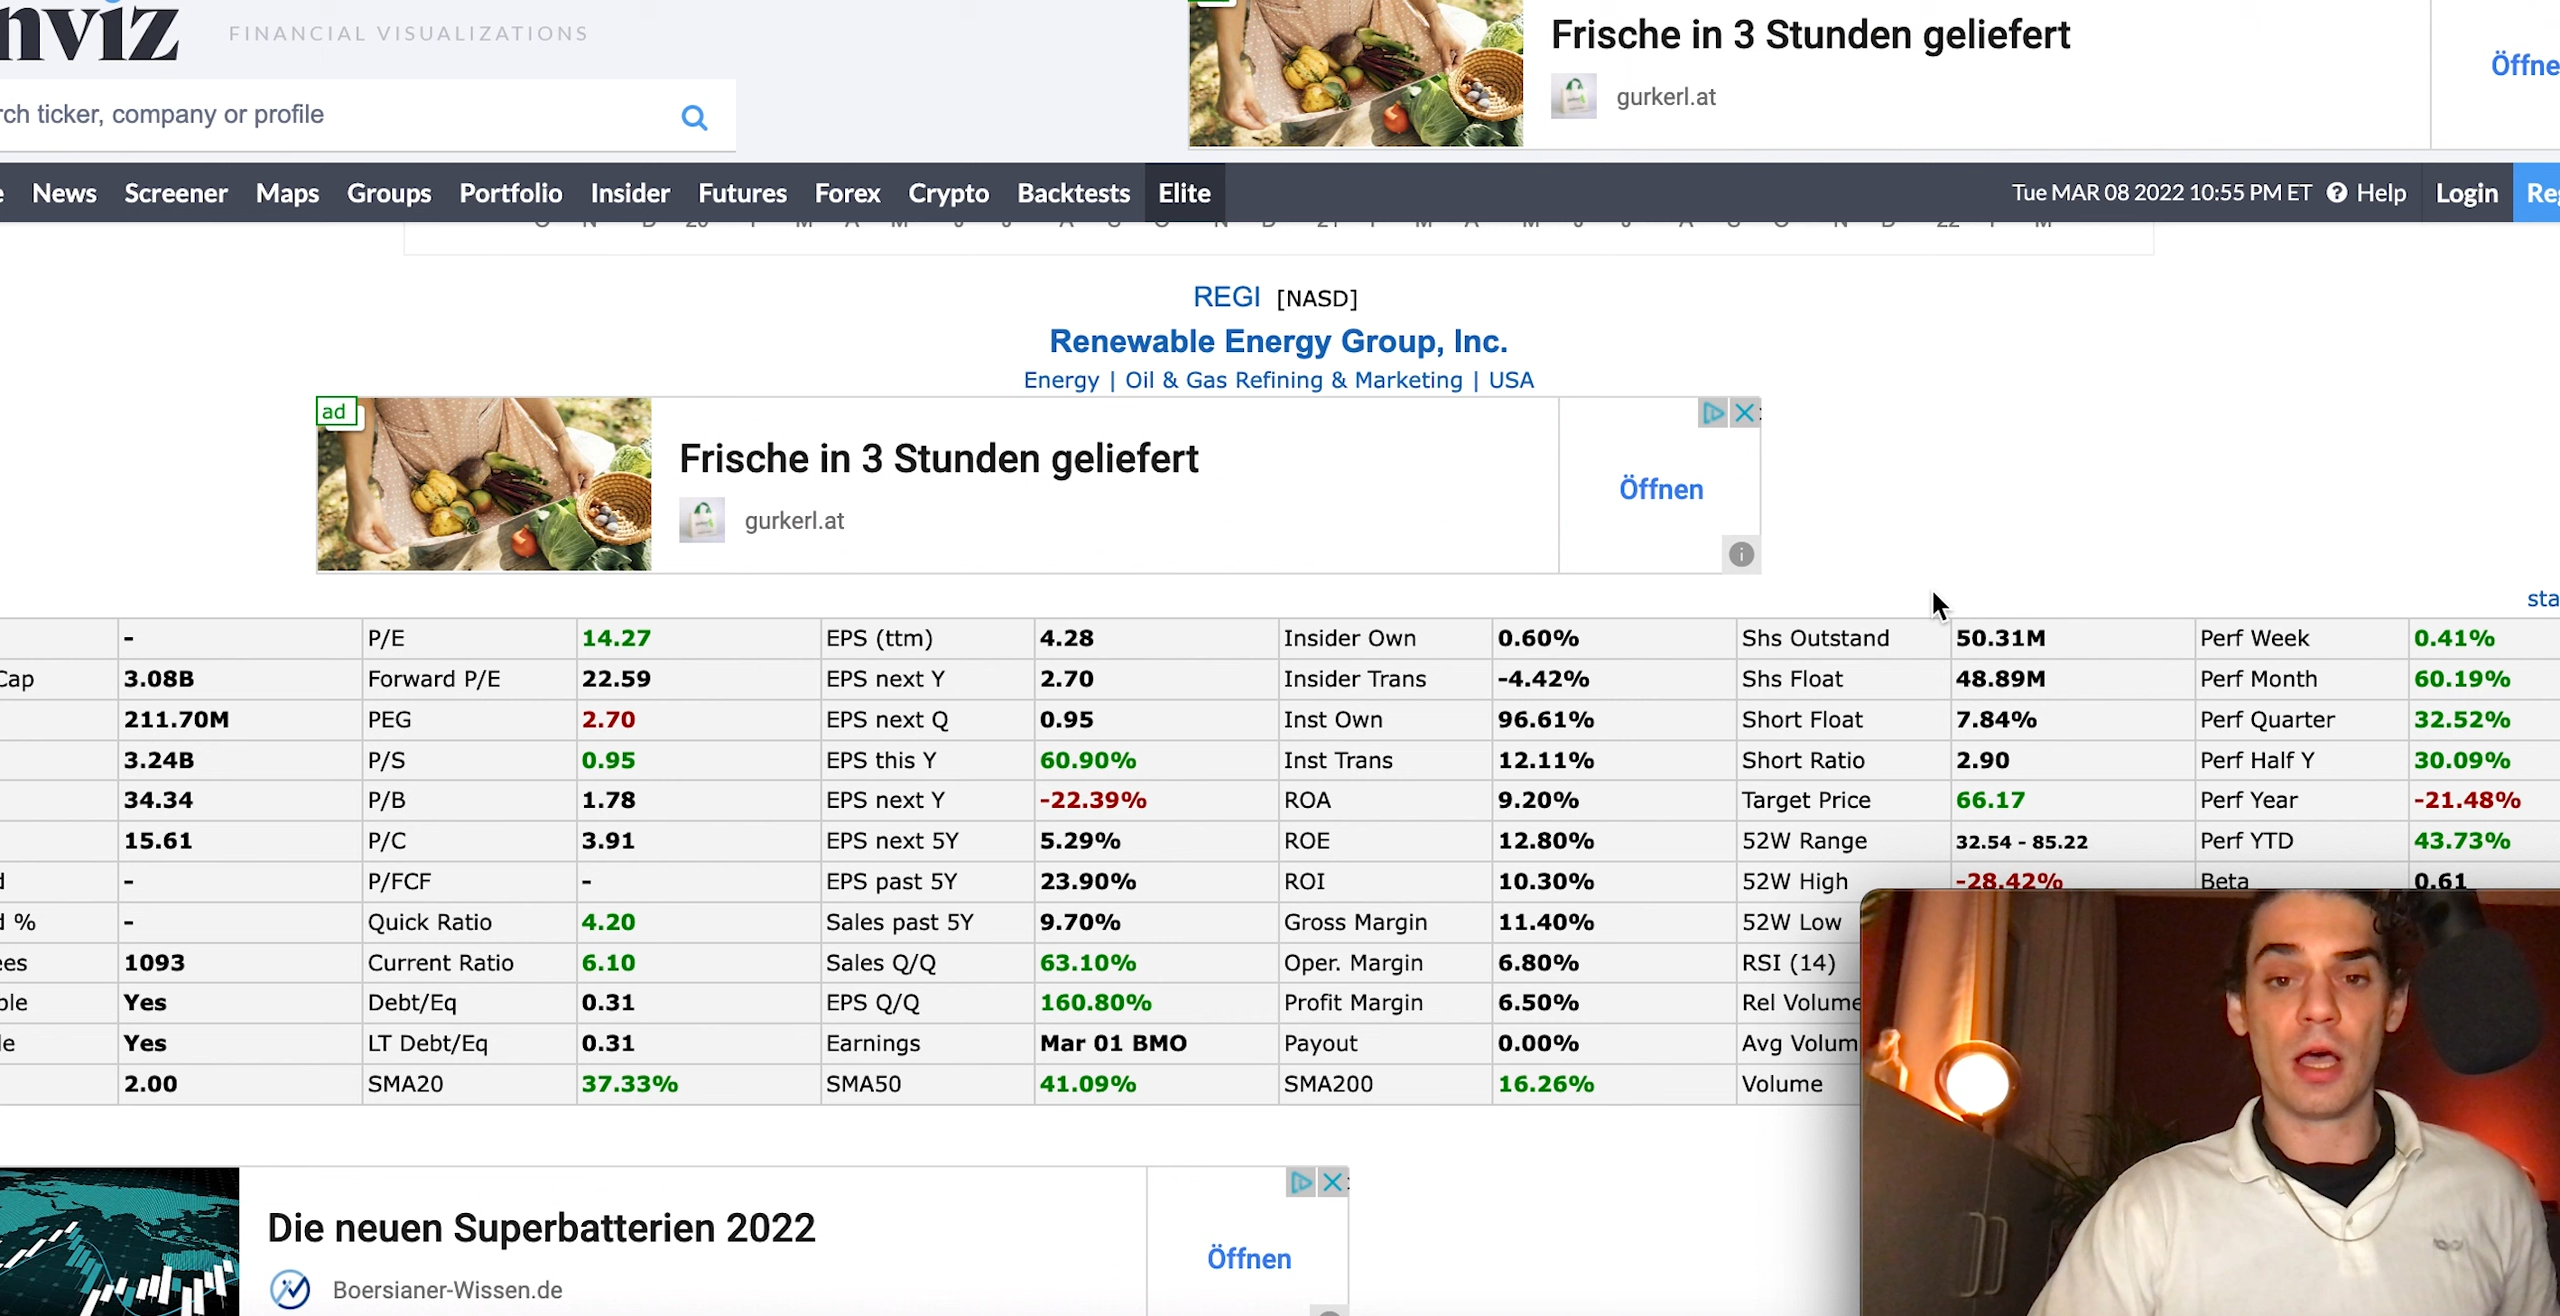 nviz
FINANCIAL VISUALIZATIONS
Frische in 3 Stunden geliefert
gurkerl.at
Öffne
rch ticker, company or profile
e News Screener Maps Groups Portfolio Insider Futures Forex Crypto Backtests Elite Tue MAR 08 2022 10:55 PM ET Help Login Reg
REGI [NASD]
Renewable Energy Group, Inc.
Energy | Oil & Gas Refining & Marketing | USA
ad
Frische in 3 Stunden geliefert
gurkerl.at
Öffnen
sta
- P/E 14.27 EPS (ttm) 4.28 Insider Own 0.60% Shs Outstand 50.31M Perf Week 0.41%
Cap 3.08B Forward P/E 22.59 EPS next Y 2.70 Insider Trans -4.42% Shs Float 48.89M Perf Month 60.19%
211.70M PEG 2.70 EPS next Q 0.95 Inst Own 96.61% Short Float 7.84% Perf Quarter 32.52%
3.24B P/S 0.95 EPS this Y 60.90% Inst Trans 12.11% Short Ratio 2.90 Perf Half Y 30.09%
34.34 P/B 1.78 EPS next Y -22.39% ROA 9.20% Target Price 66.17 Perf Year -21.48%
15.61 P/C 3.91 EPS next 5Y 5.29% ROE 12.80% 52W Range 32.54 - 85.22 Perf YTD 43.73%
d - P/FCF - EPS past 5Y 23.90% ROI 10.30% 52W High -28.42% Beta 0.61
d % - Quick Ratio 4.20 Sales past 5Y 9.70% Gross Margin 11.40% 52W Low
ees 1093 Current Ratio 6.10 Sales Q/Q 63.10% Oper. Margin 6.80% RSI (14)
ble Yes Debt/Eq 0.31 EPS Q/Q 160.80% Profit Margin 6.50% Rel Volume
le Yes LT Debt/Eq 0.31 Earnings Mar 01 BMO Payout 0.00% Avg Volum
2.00 SMA20 37.33% SMA50 41.09% SMA200 16.26% Volume
Die neuen Superbatterien 2022
Boersianer-Wissen.de
Öffnen